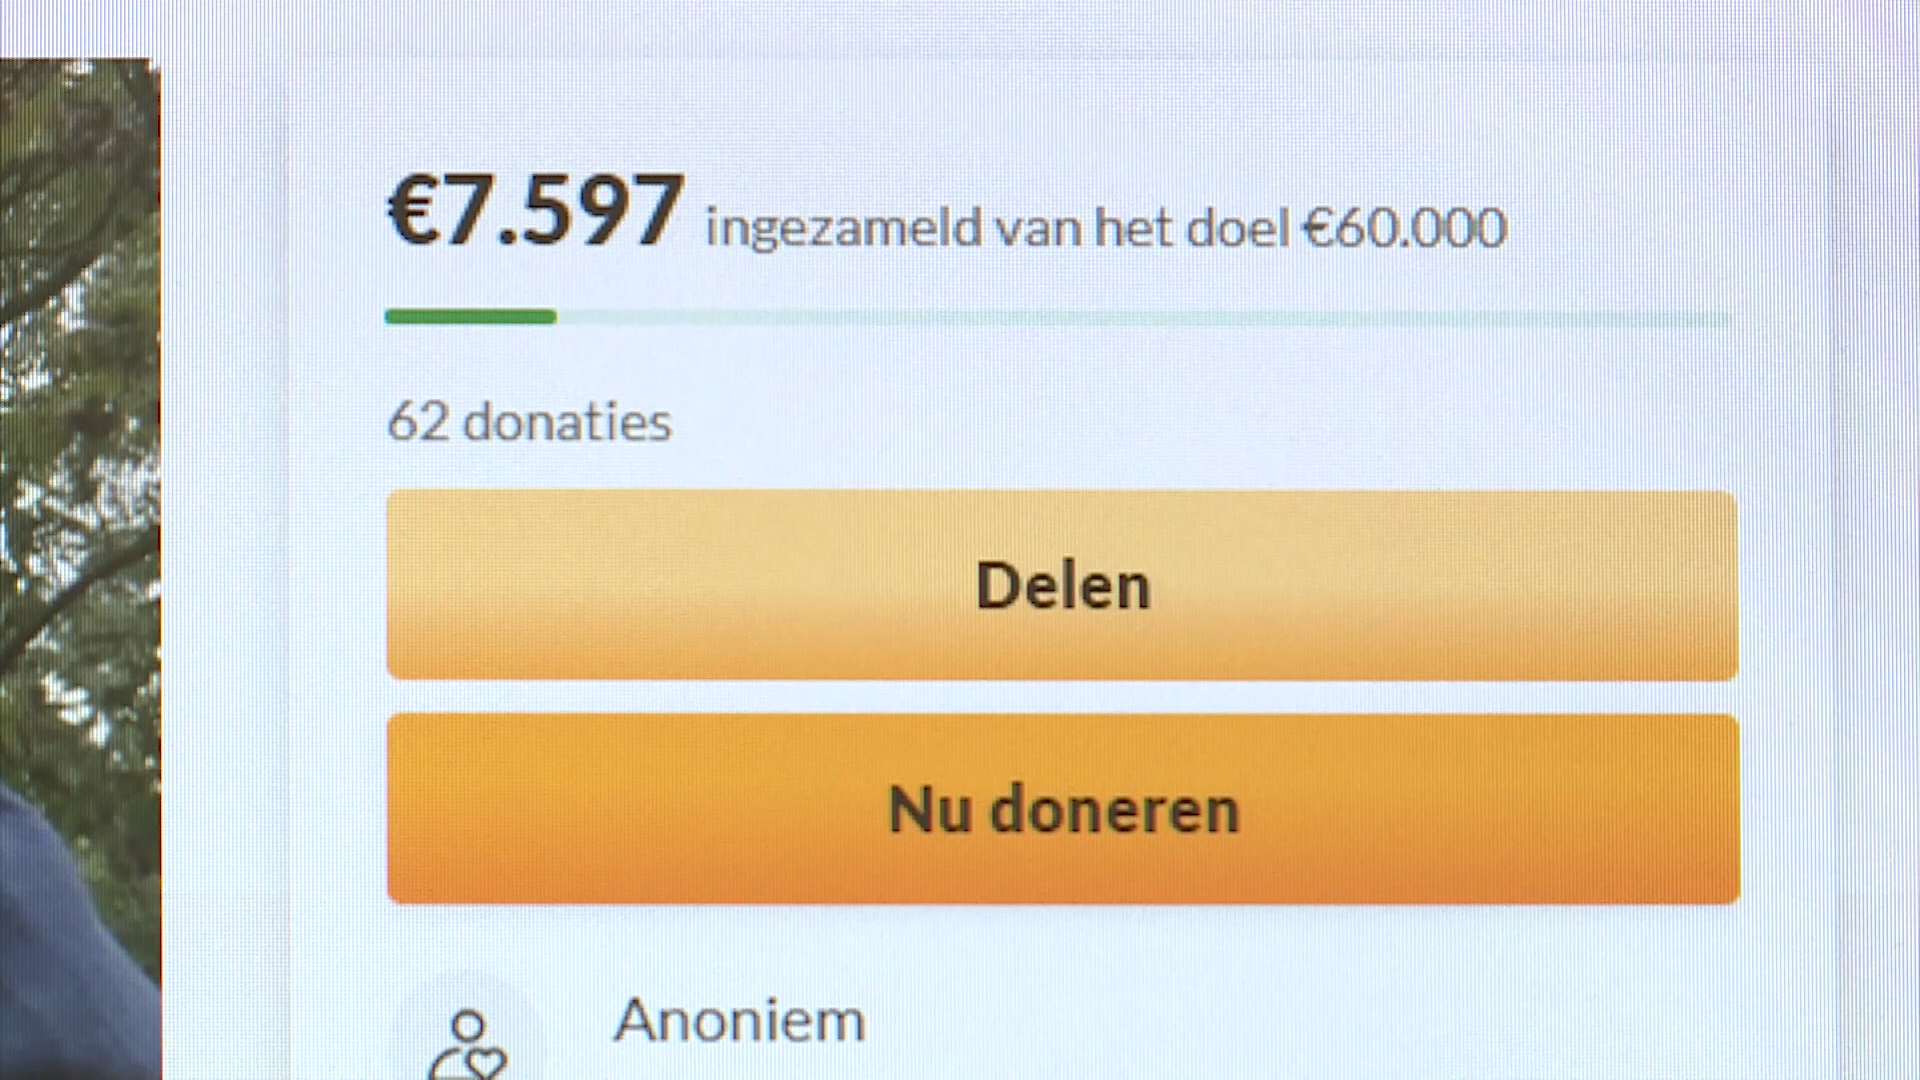 €7.597 ingezameld van het doel €60.000
62 donaties
Delen
Nu doneren
Anoniem